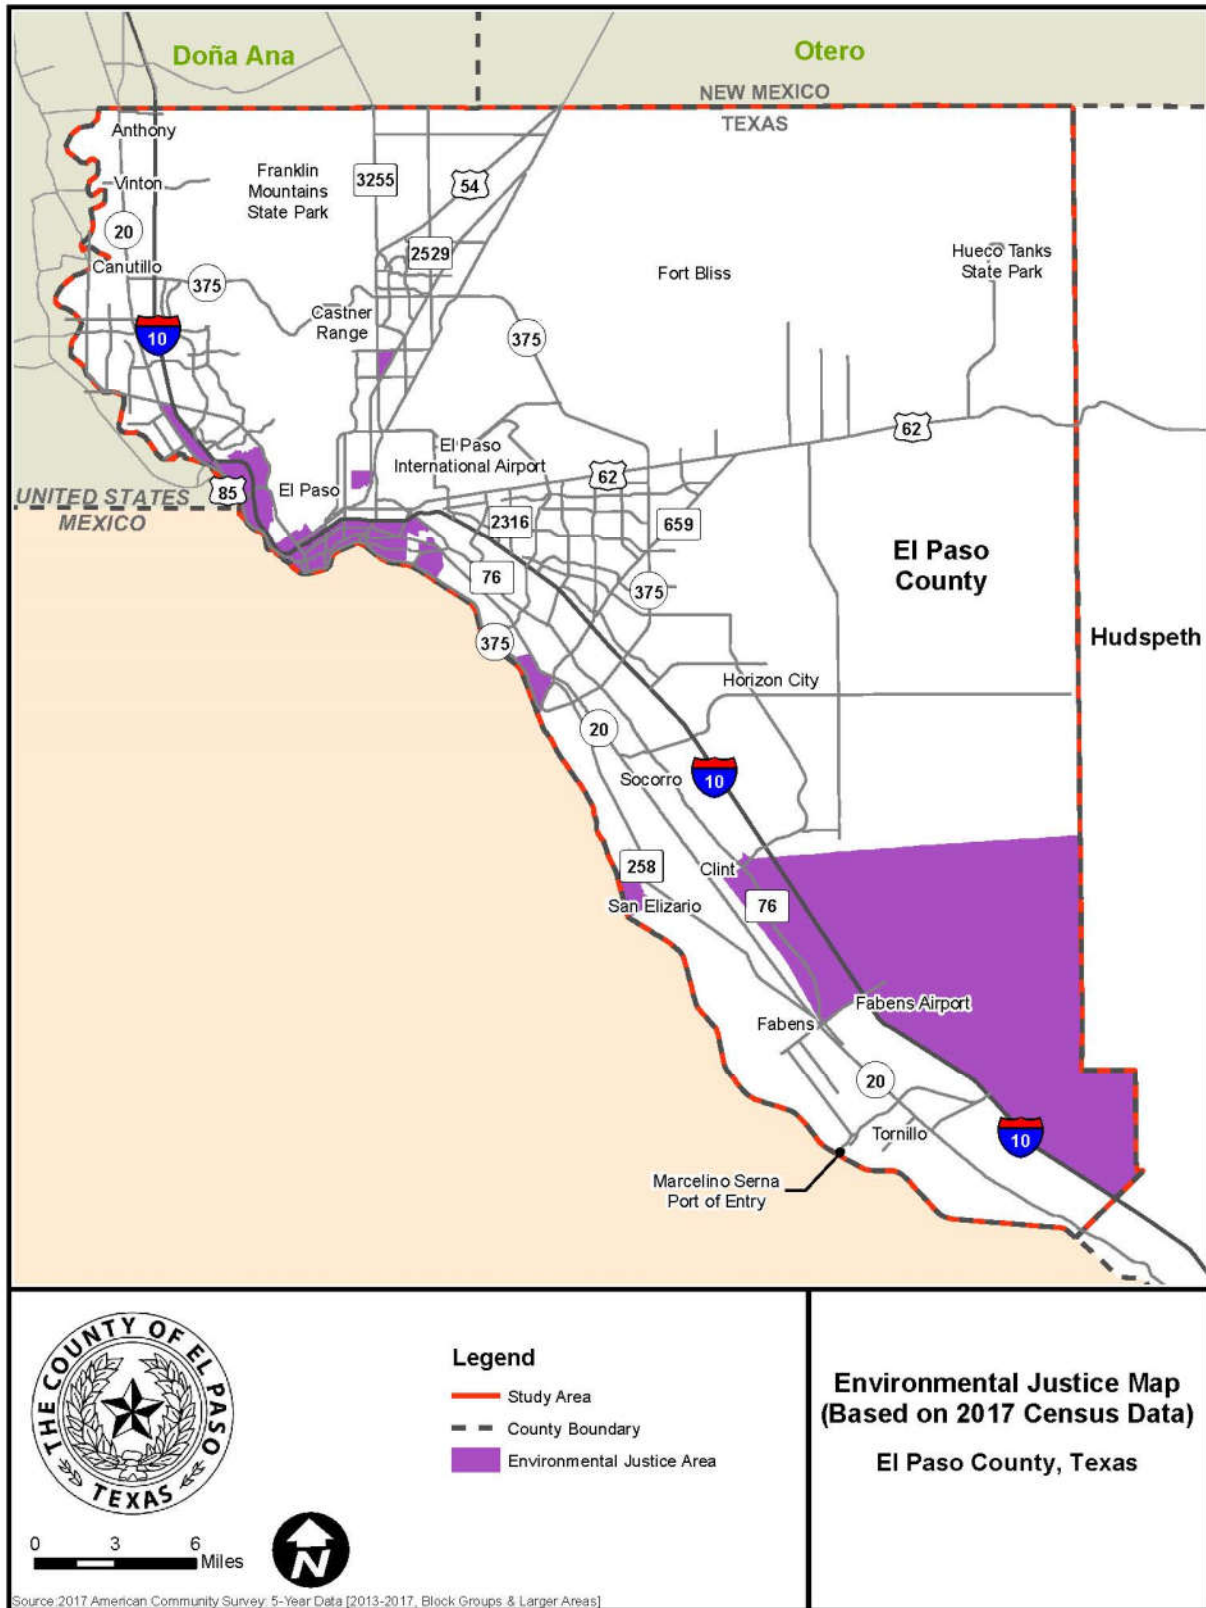 Doña Ana
Otero
NEW MEXICO
TEXAS
Anthony
Franklin
Mountains
State Park
3255
54
Vinton
20
2529
Hueco Tanks
State Park
Canutillo
375
Fort Bliss
Castner
Range
10
375
62
El Paso
International Airport
62
85
El Paso
UNITED STATES
MEXICO
2316
659
El Paso
County
76
375
Hudspeth
375
Horizon City
20
Socorro
10
258
Clint
76
San Elizario
Fabens Airport
Fabens
20
Tornillo
10
Marcelino Serna
Port of Entry
THE COUNTY OF EL PASO
TEXAS
Legend
Study Area
County Boundary
Environmental Justice Area
Environmental Justice Map
(Based on 2017 Census Data)
El Paso County, Texas
0 3 6
Miles
N
Source:2017 American Community Survey: 5-Year Data [2013-2017, Block Groups & Larger Areas]